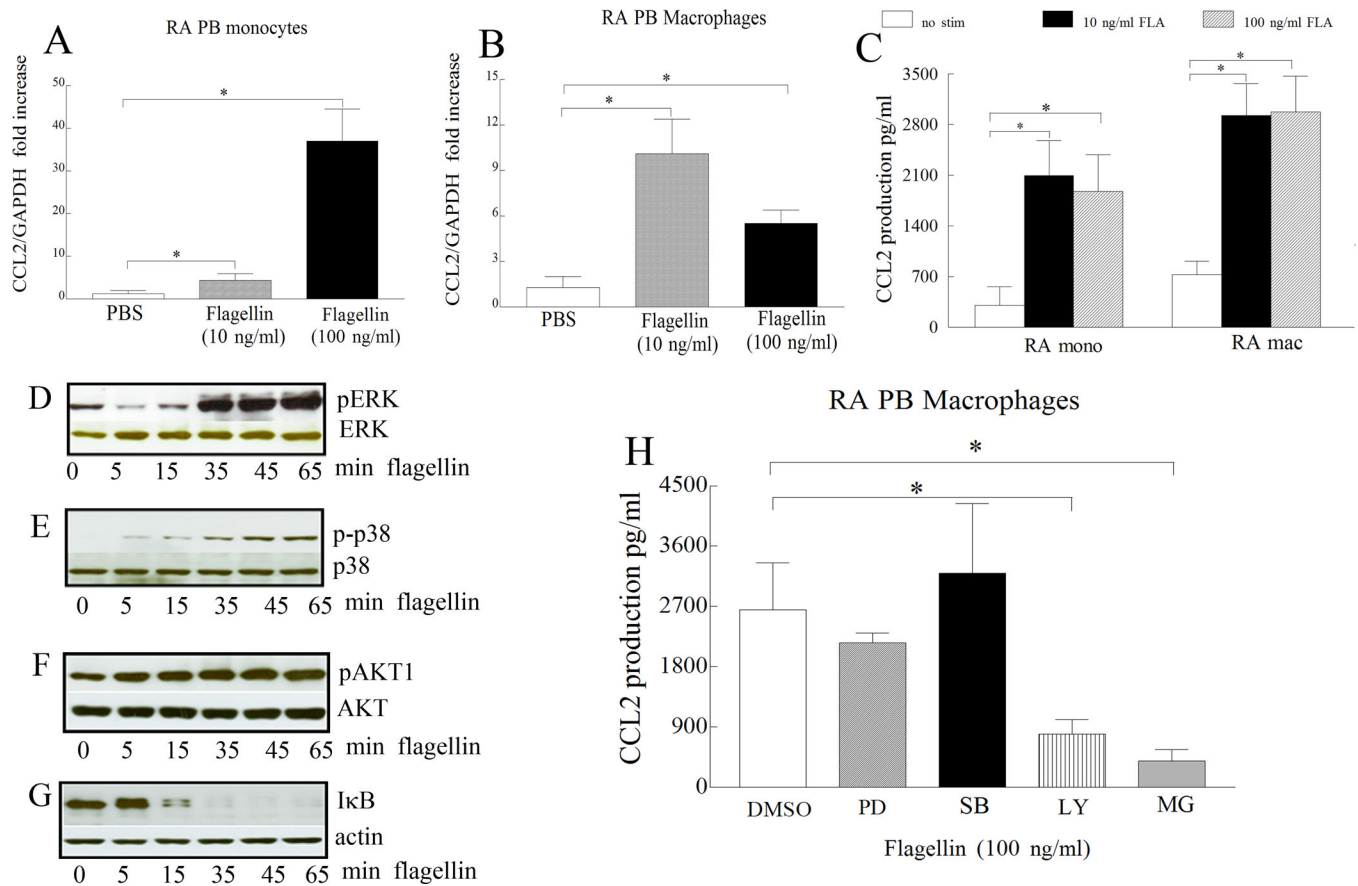 A
RA PB monocytes
CCL2/GAPDH fold increase
50
40
30
20
10
0
*
*
PBS
Flagellin
(10 ng/ml)
Flagellin
(100 ng/ml)
B
RA PB Macrophages
CCL2/GAPDH fold increase
15
12
9
6
3
0
*
*
PBS
Flagellin
(10 ng/ml)
Flagellin
(100 ng/ml)
no stim
10 ng/ml FLA
100 ng/ml FLA
C
CCL2 production pg/ml
3500
2800
2100
1400
700
0
*
*
*
*
RA mono
RA mac
D
pERK
ERK
0 5 15 35 45 65 min flagellin
E
p-p38
p38
0 5 15 35 45 65 min flagellin
F
pAKT1
AKT
0 5 15 35 45 65 min flagellin
G
IκB
actin
0 5 15 35 45 65 min flagellin
RA PB Macrophages
H
CCL2 production pg/ml
4500
3600
2700
1800
900
0
*
*
DMSO
PD
SB
LY
MG
Flagellin (100 ng/ml)